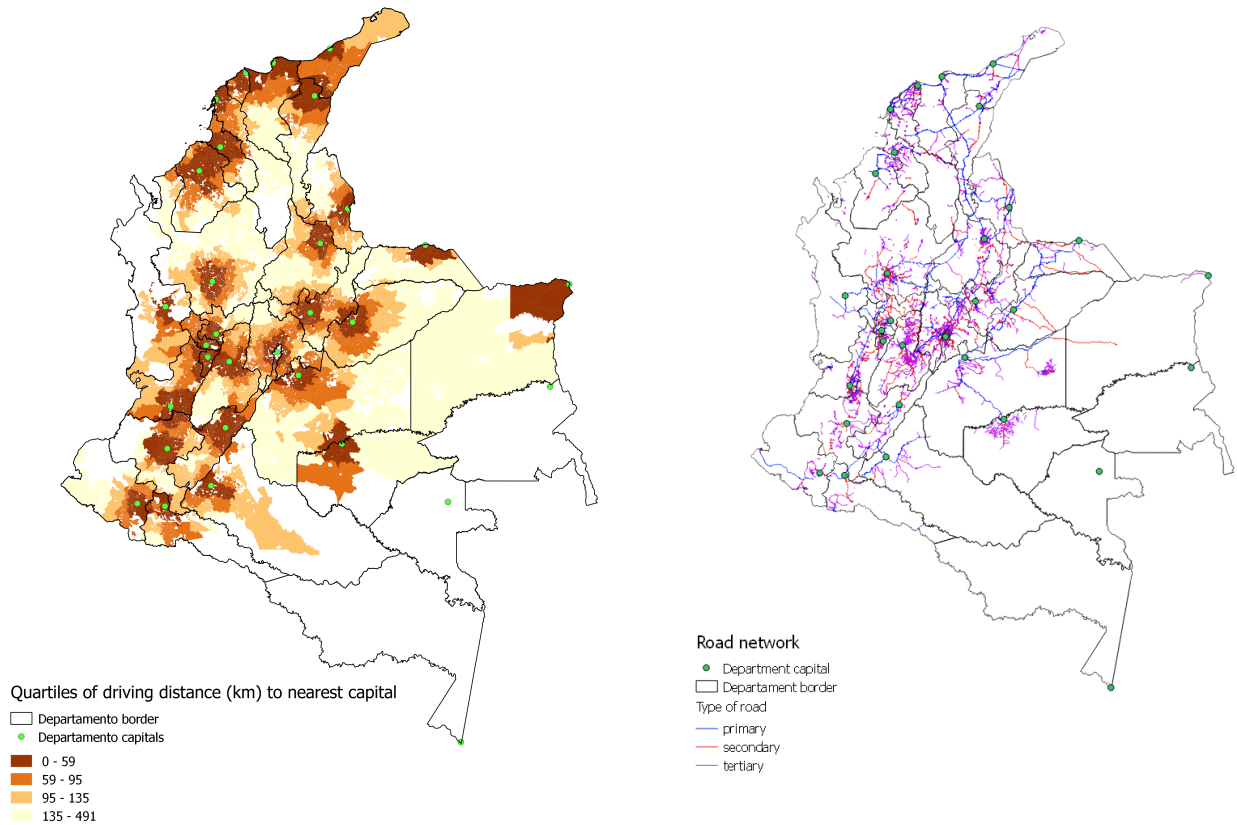 Quartiles of driving distance (km) to nearest capital
Departamento border
Departamento capitals
0 - 59
59 - 95
95 - 135
135 - 491
Road network
Department capital
Departament border
Type of road
primary
secondary
tertiary